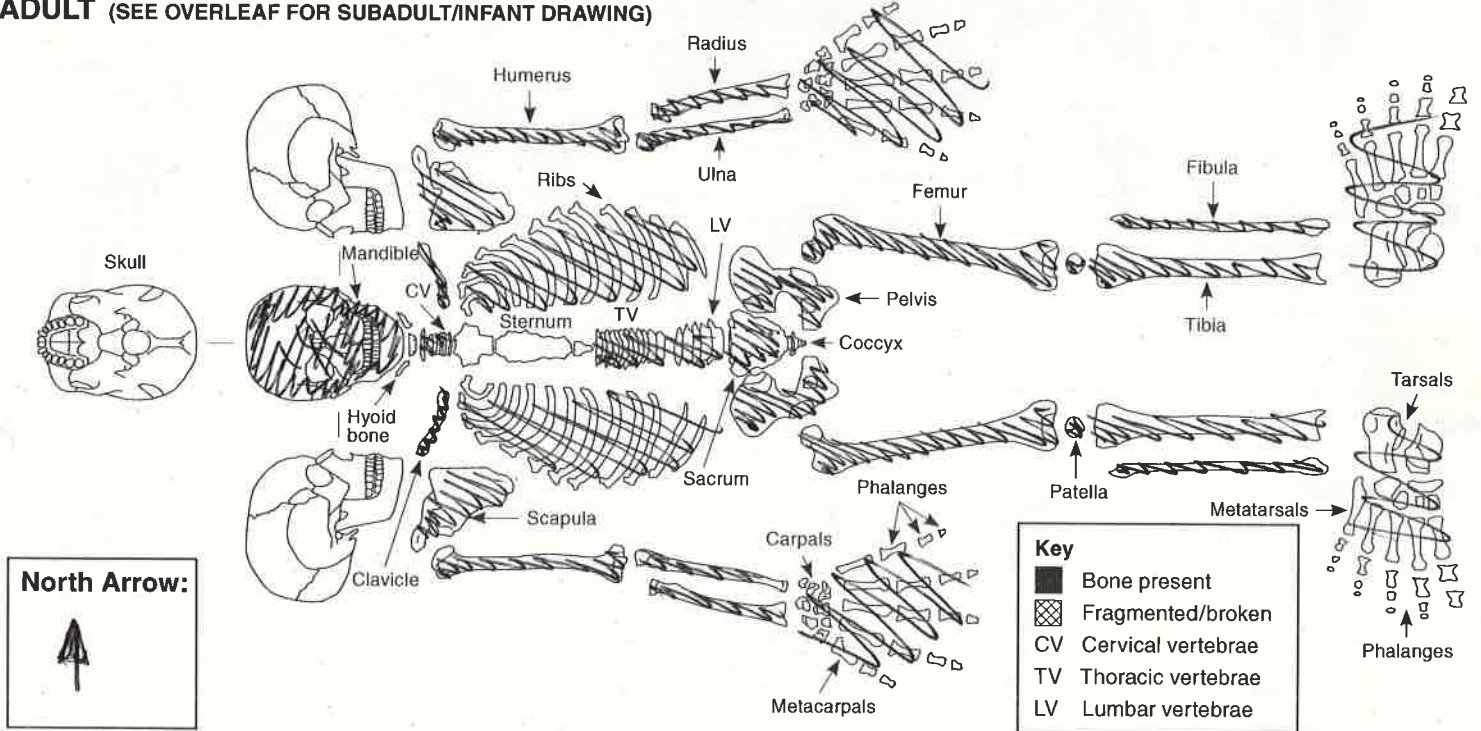 ADULT (SEE OVERLEAF FOR SUBADULT/INFANT DRAWING)
Radius
Humerus
Ulna
Ribs
Femur
Fibula
LV
Mandible
Skull
CV
Sternum
TV
Pelvis
Tibia
Coccyx
Tarsals
Hyoid
bone
Sacrum
Phalanges
Patella
Metatarsals
Scapula
Carpals
Clavicle
Metacarpals
Phalanges
North Arrow:
Key
Bone present
Fragmented/broken
CV Cervical vertebrae
TV Thoracic vertebrae
LV Lumbar vertebrae